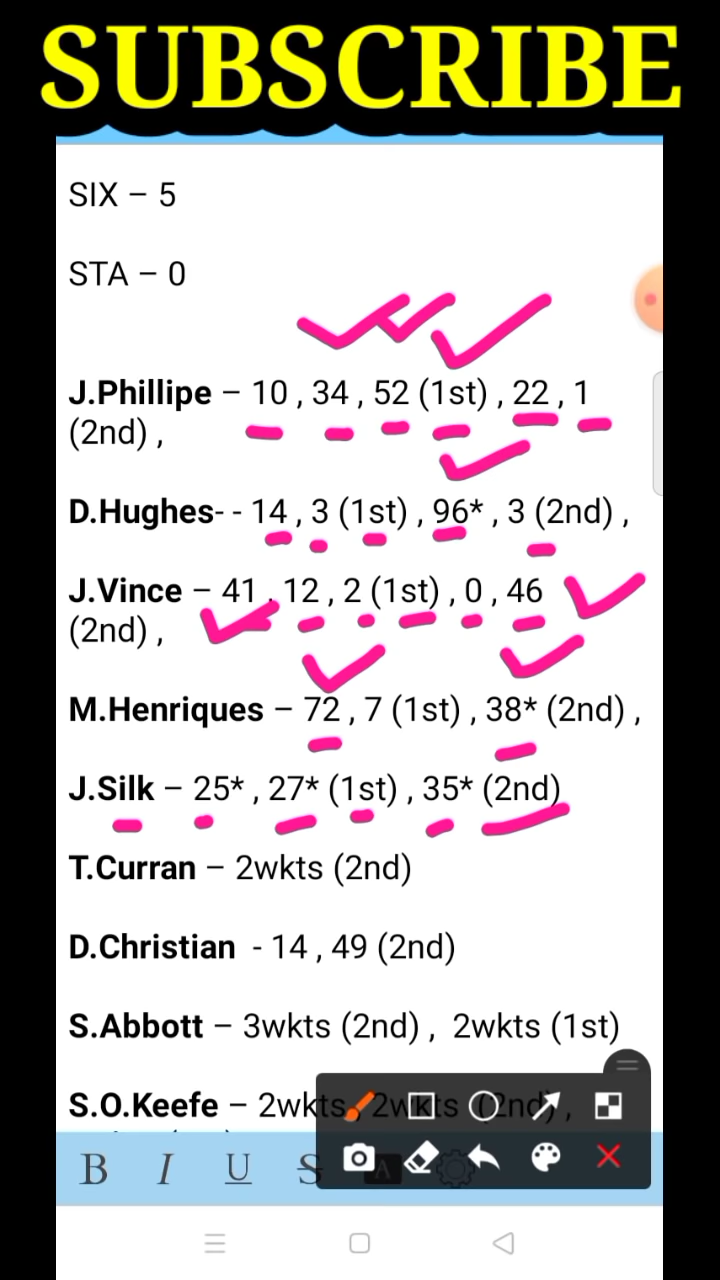 SUBSCRIBE
SIX – 5
STA – 0
J.Phillipe – 10 , 34 , 52 (1st) , 22 , 1
(2nd) ,
D.Hughes- - 14 , 3 (1st) , 96* , 3 (2nd) ,
J.Vince – 41 , 12 , 2 (1st) , 0 , 46
(2nd) ,
M.Henriques – 72 , 7 (1st) , 38* (2nd) ,
J.Silk – 25* , 27* (1st) , 35* (2nd)
T.Curran – 2wkts (2nd)
D.Christian - 14 , 49 (2nd)
S.Abbott – 3wkts (2nd) , 2wkts (1st)
S.O.Keefe – 2wkts , 2wkts (2nd) ,
B I U S A